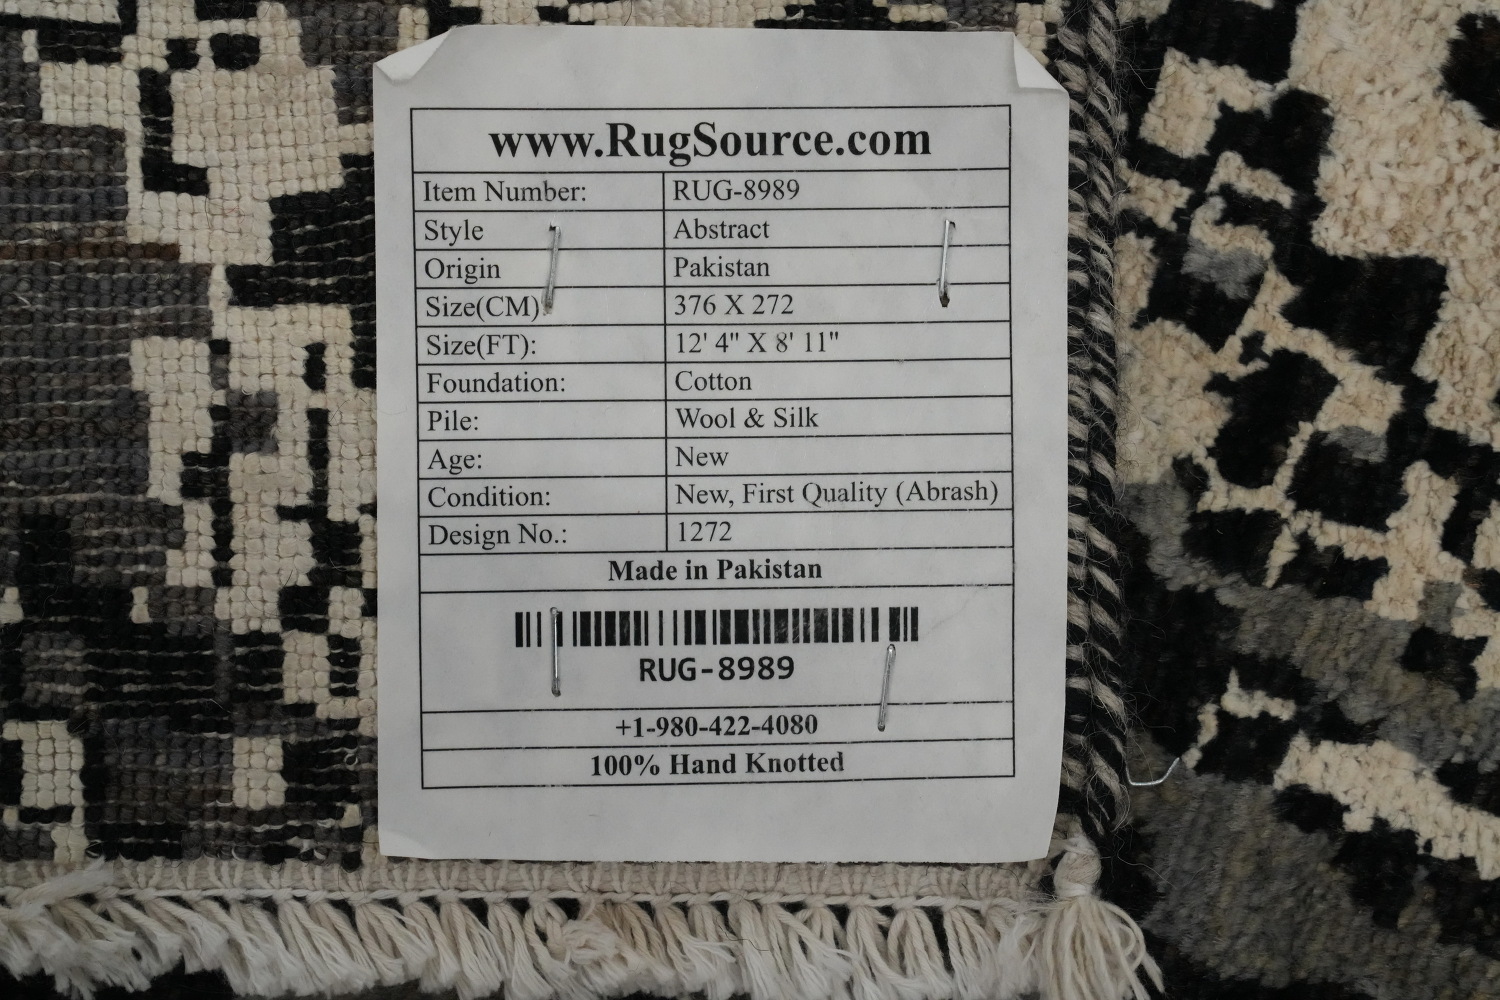 www.RugSource.com
Item Number: RUG-8989
Style Abstract
Origin Pakistan
Size(CM): 376 X 272
Size(FT): 12' 4" X 8' 11"
Foundation: Cotton
Pile: Wool & Silk
Age: New
Condition: New, First Quality (Abrash)
Design No.: 1272
Made in Pakistan
RUG-8989
+1-980-422-4080
100% Hand Knotted